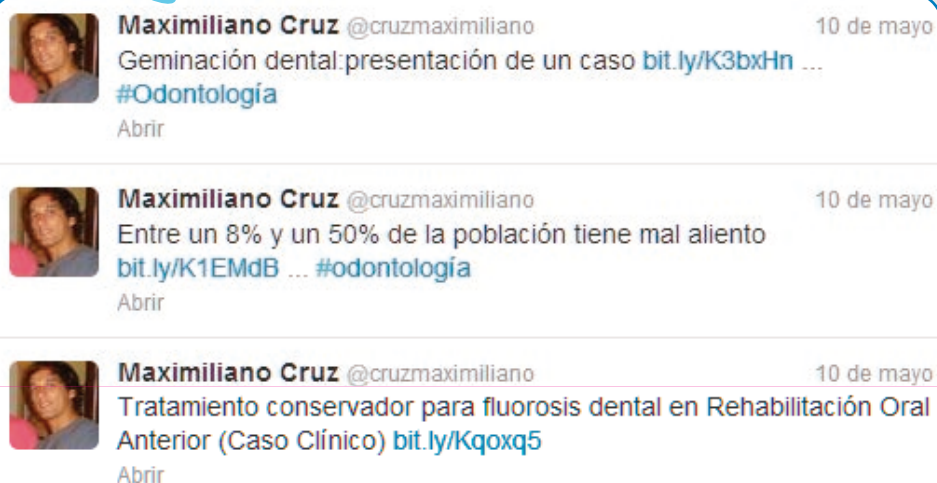 Maximiliano Cruz @cruzmaximiliano 10 de mayo
Geminación dental:presentación de un caso bit.ly/K3bxHn ...
#Odontología
Abrir
Maximiliano Cruz @cruzmaximiliano 10 de mayo
Entre un 8% y un 50% de la población tiene mal aliento
bit.ly/K1EMdB ... #odontología
Abrir
Maximiliano Cruz @cruzmaximiliano 10 de mayo
Tratamiento conservador para fluorosis dental en Rehabilitación Oral
Anterior (Caso Clínico) bit.ly/Kqoxq5
Abrir